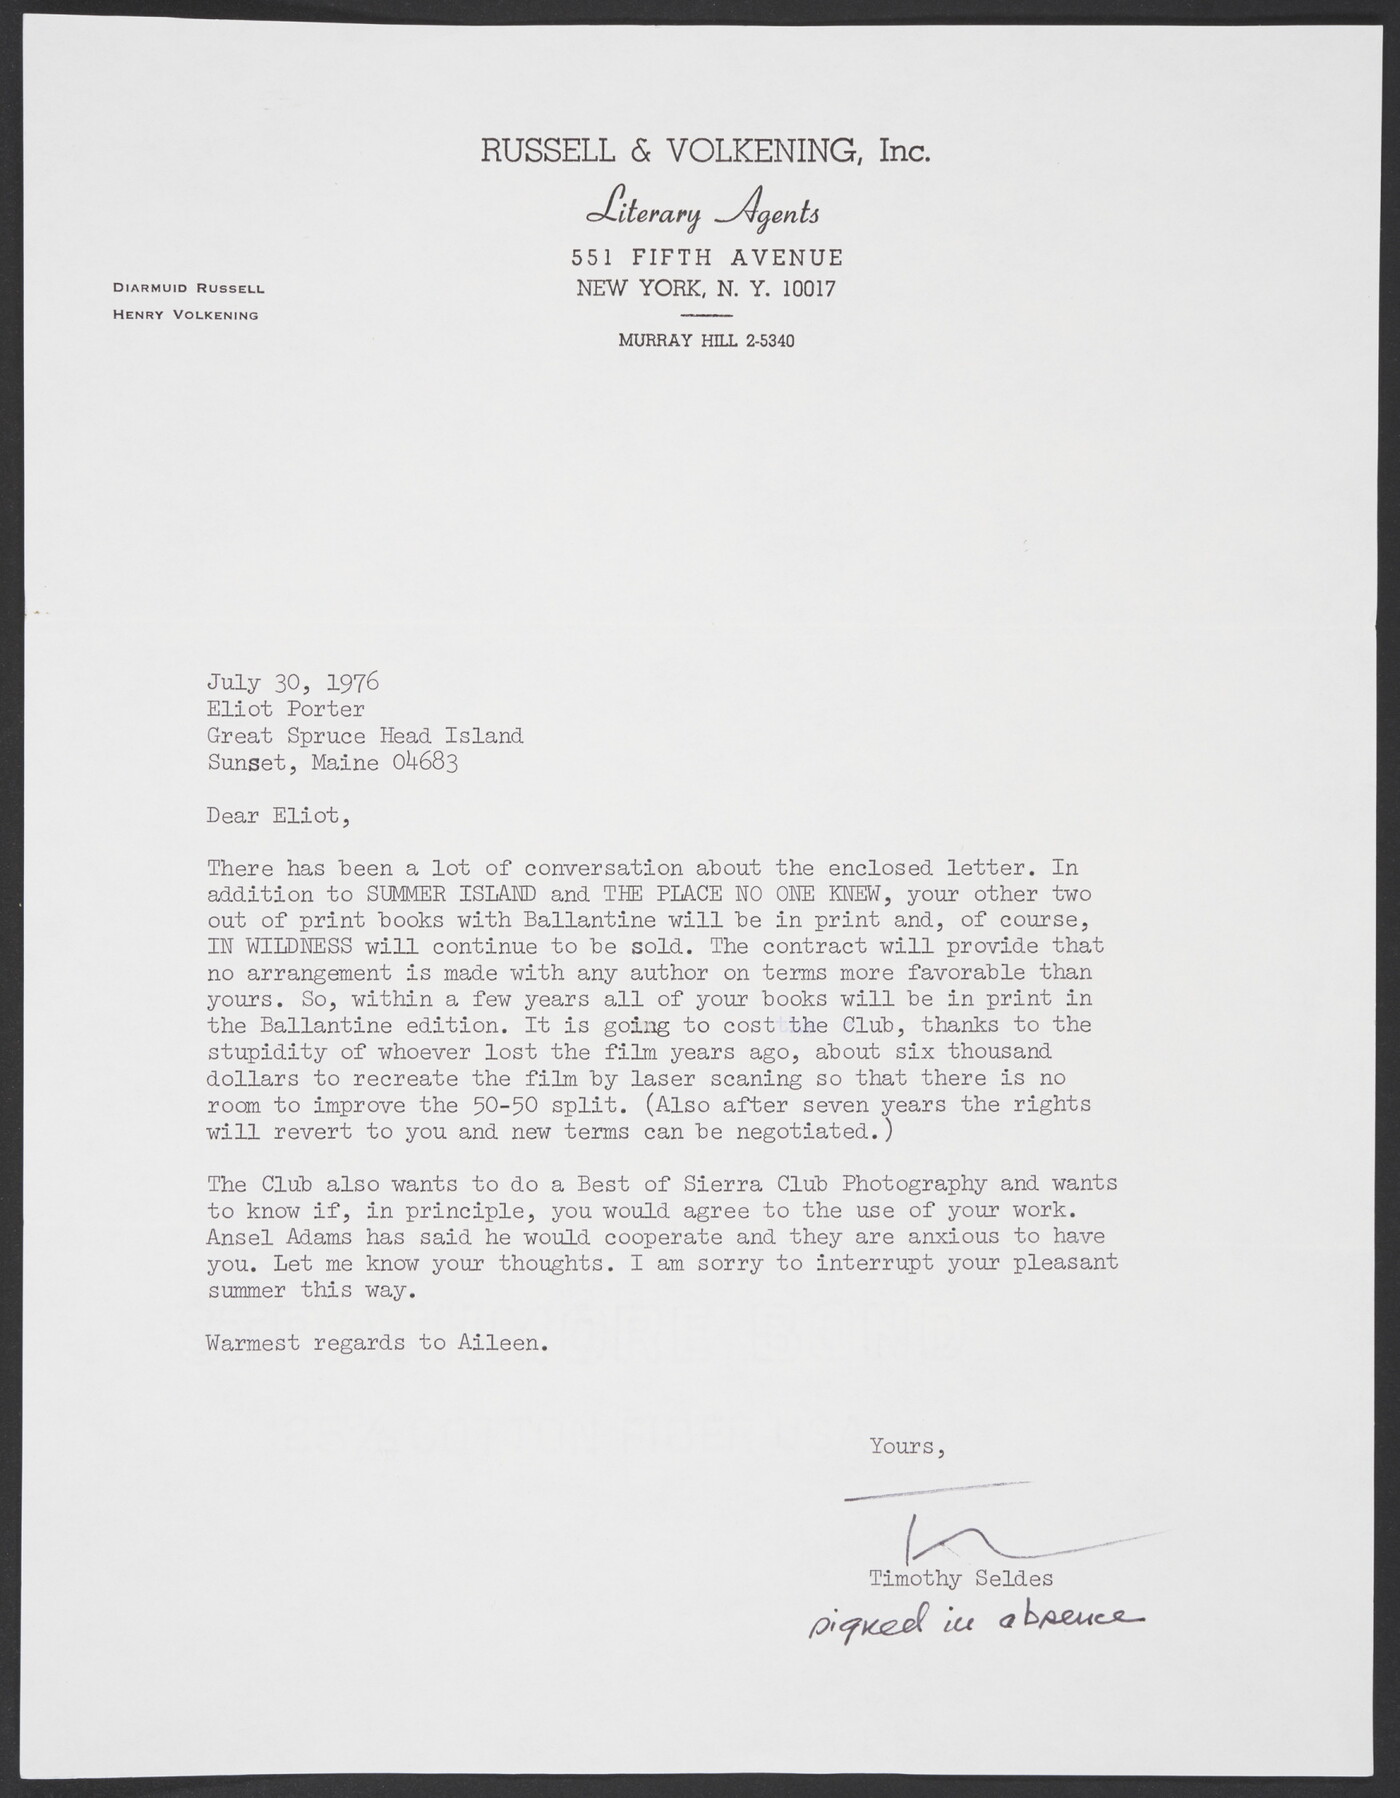 RUSSELL & VOLKENING, Inc.
Literary Agents
551 FIFTH AVENUE
NEW YORK, N. Y. 10017
MURRAY HILL 2-5340
DIARMUID RUSSELL
HENRY VOLKENING
July 30, 1976
Eliot Porter
Great Spruce Head Island
Sunset, Maine 04683
Dear Eliot,
There has been a lot of conversation about the enclosed letter. In
addition to SUMMER ISLAND and THE PLACE NO ONE KNEW, your other two
out of print books with Ballantine will be in print and, of course,
IN WILDNESS will continue to be sold. The contract will provide that
no arrangement is made with any author on terms more favorable than
yours. So, within a few years all of your books will be in print in
the Ballantine edition. It is going to cost the Club, thanks to the
stupidity of whoever lost the film years ago, about six thousand
dollars to recreate the film by laser scaning so that there is no
room to improve the 50-50 split. (Also after seven years the rights
will revert to you and new terms can be negotiated.)
The Club also wants to do a Best of Sierra Club Photography and wants
to know if, in principle, you would agree to the use of your work.
Ansel Adams has said he would cooperate and they are anxious to have
you. Let me know your thoughts. I am sorry to interrupt your pleasant
summer this way.
Warmest regards to Aileen.
Yours,
Timothy Seldes
signed in absence